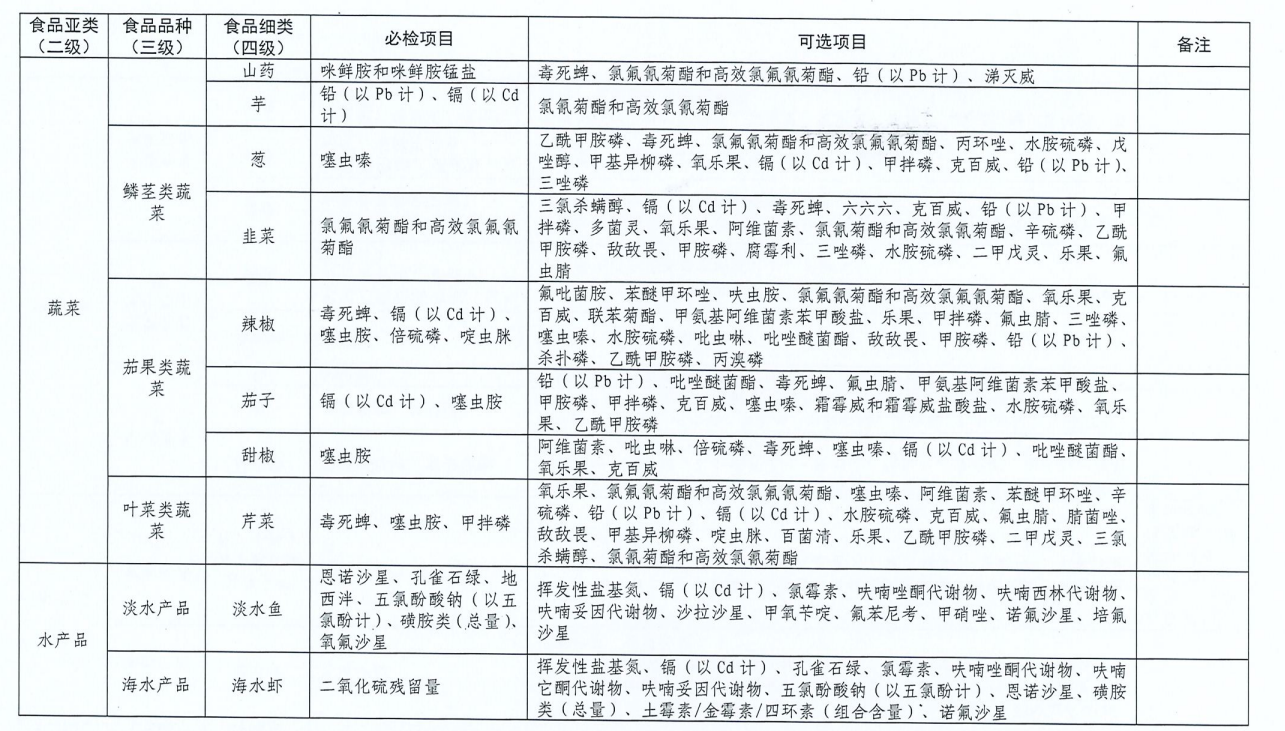 食品亚类
（二级）
食品品种
（三级）
食品细类
（四级）
必检项目
可选项目
备注
蔬菜
山药
咪鲜胺和咪鲜胺锰盐
毒死蜱、氯氟氰菊酯和高效氯氟氰菊酯、铅（以Pb计）、涕灭威
芋
铅（以Pb计）、镉（以Cd
计）
氯氰菊酯和高效氯氰菊酯
鳞茎类蔬
菜
葱
噻虫嗪
乙酰甲胺磷、毒死蜱、氯氟氰菊酯和高效氯氟氰菊酯、丙环唑、水胺硫磷、戊
唑醇、甲基异柳磷、氧乐果、镉（以Cd计）、甲拌磷、克百威、铅（以Pb计）、
三唑磷
韭菜
氯氟氰菊酯和高效氯氟氰
菊酯
三氯杀螨醇、镉（以Cd计）、毒死蜱、六六六、克百威、铅（以Pb计）、甲
拌磷、多菌灵、氧乐果、阿维菌素、氯氰菊酯和高效氯氰菊酯、辛硫磷、乙酰
甲胺磷、敌敌畏、甲胺磷、腐霉利、三唑磷、水胺硫磷、二甲戊灵、乐果、氟
虫腈
茄果类蔬
菜
辣椒
毒死蜱、镉（以Cd计）、
噻虫胺、倍硫磷、啶虫脒
氟吡菌胺、苯醚甲环唑、呋虫胺、氯氟氰菊酯和高效氯氟氰菊酯、氧乐果、克
百威、联苯菊酯、甲氨基阿维菌素苯甲酸盐、乐果、甲拌磷、氟虫腈、三唑磷、
噻虫嗪、水胺硫磷、吡虫啉、吡唑醚菌酯、敌敌畏、甲胺磷、铅（以Pb计）、
杀扑磷、乙酰甲胺磷、丙溴磷
茄子
镉（以Cd计）、噻虫胺
铅（以Pb计）、吡唑醚菌酯、毒死蜱、氟虫腈、甲氨基阿维菌素苯甲酸盐、
甲胺磷、甲拌磷、克百威、噻虫嗪、霜霉威和霜霉威盐酸盐、水胺硫磷、氧乐
果、乙酰甲胺磷
甜椒
噻虫胺
阿维菌素、吡虫啉、倍硫磷、毒死蜱、噻虫嗪、镉（以Cd计）、吡唑醚菌酯、
氧乐果、克百威
叶菜类蔬
菜
芹菜
毒死蜱、噻虫胺、甲拌磷
氧乐果、氯氟氰菊酯和高效氯氟氰菊酯、噻虫嗪、阿维菌素、苯醚甲环唑、辛
硫磷、铅（以Pb计）、镉（以Cd计）、水胺硫磷、克百威、氟虫腈、腈菌唑、
敌敌畏、甲基异柳磷、啶虫脒、百菌清、乐果、乙酰甲胺磷、二甲戊灵、三氯
杀螨醇、氯氰菊酯和高效氯氰菊酯
水产品
淡水产品
淡水鱼
恩诺沙星、孔雀石绿、地
西泮、五氯酚酸钠（以五
氯酚计）、磺胺类（总量）、
氧氟沙星
挥发性盐基氮、镉（以Cd计）、氯霉素、呋喃唑酮代谢物、呋喃西林代谢物、
呋喃妥因代谢物、沙拉沙星、甲氧苄啶、氟苯尼考、甲硝唑、诺氟沙星、培氟
沙星
海水产品
海水虾
二氧化硫残留量
挥发性盐基氮、镉（以Cd计）、孔雀石绿、氯霉素、呋喃唑酮代谢物、呋喃
它酮代谢物、呋喃妥因代谢物、五氯酚酸钠（以五氯酚计）、恩诺沙星、磺胺
类（总量）、土霉素/金霉素/四环素（组合含量）、诺氟沙星